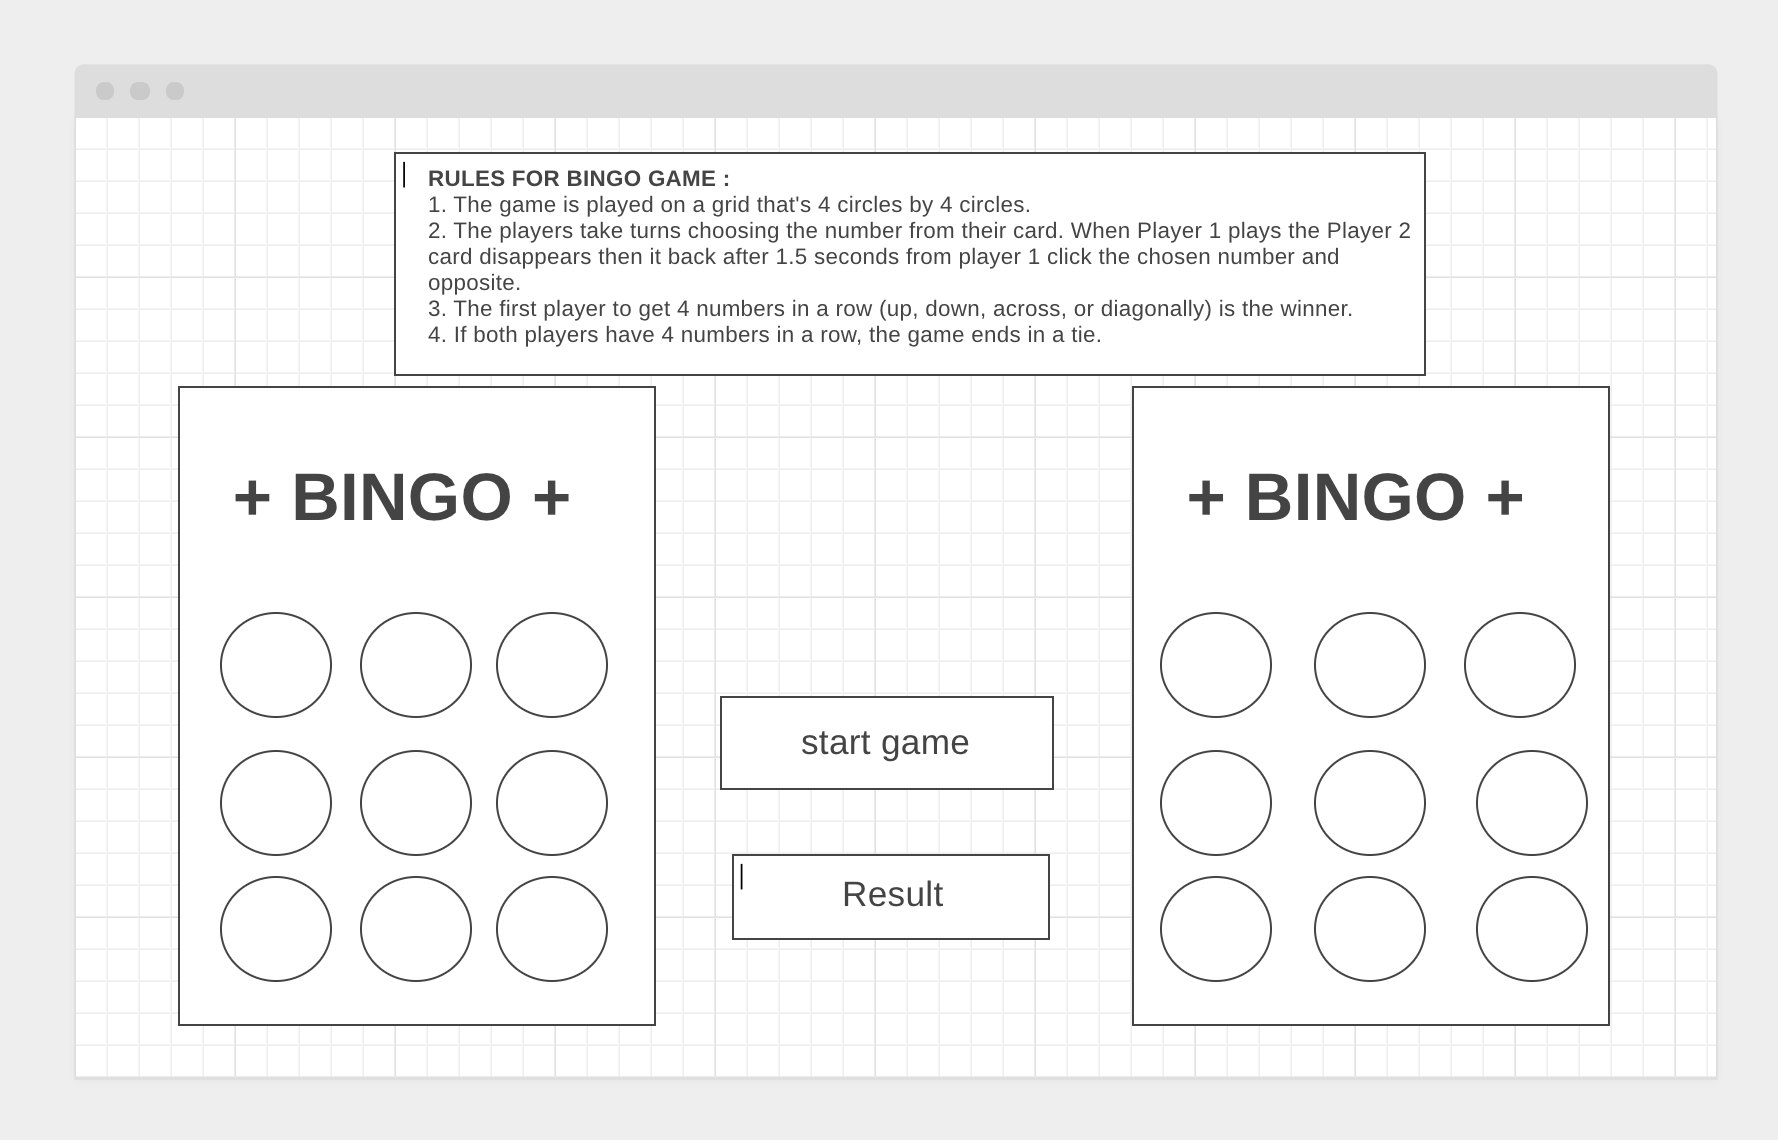 RULES FOR BINGO GAME :
1. The game is played on a grid that's 4 circles by 4 circles.
2. The players take turns choosing the number from their card. When Player 1 plays the Player 2
card disappears then it back after 1.5 seconds from player 1 click the chosen number and
opposite.
3. The first player to get 4 numbers in a row (up, down, across, or diagonally) is the winner.
4. If both players have 4 numbers in a row, the game ends in a tie.
+ BINGO +
+ BINGO +
start game
Result